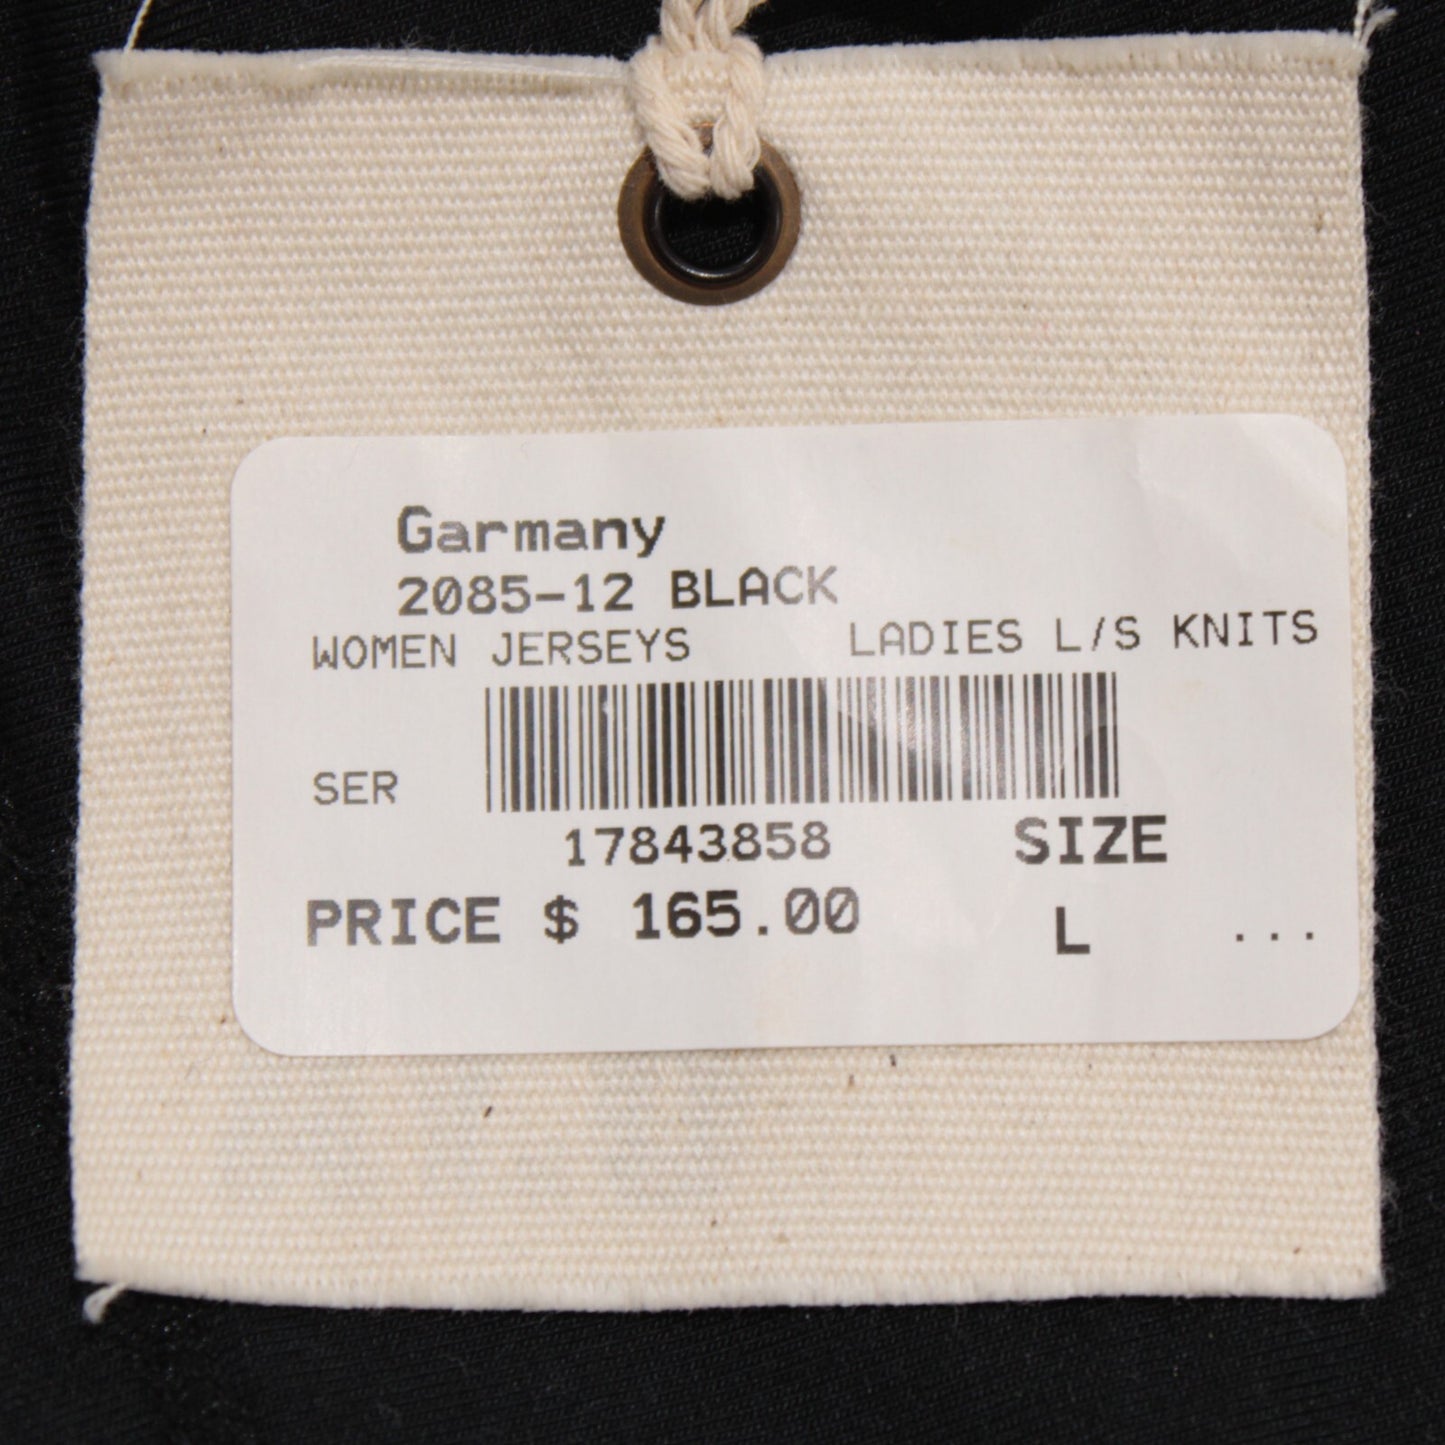 Garmany
2085-12 BLACK
WOMEN JERSEYS LADIES L/S KNITS
SER
17843858 SIZE
PRICE $ 165.00 L ...